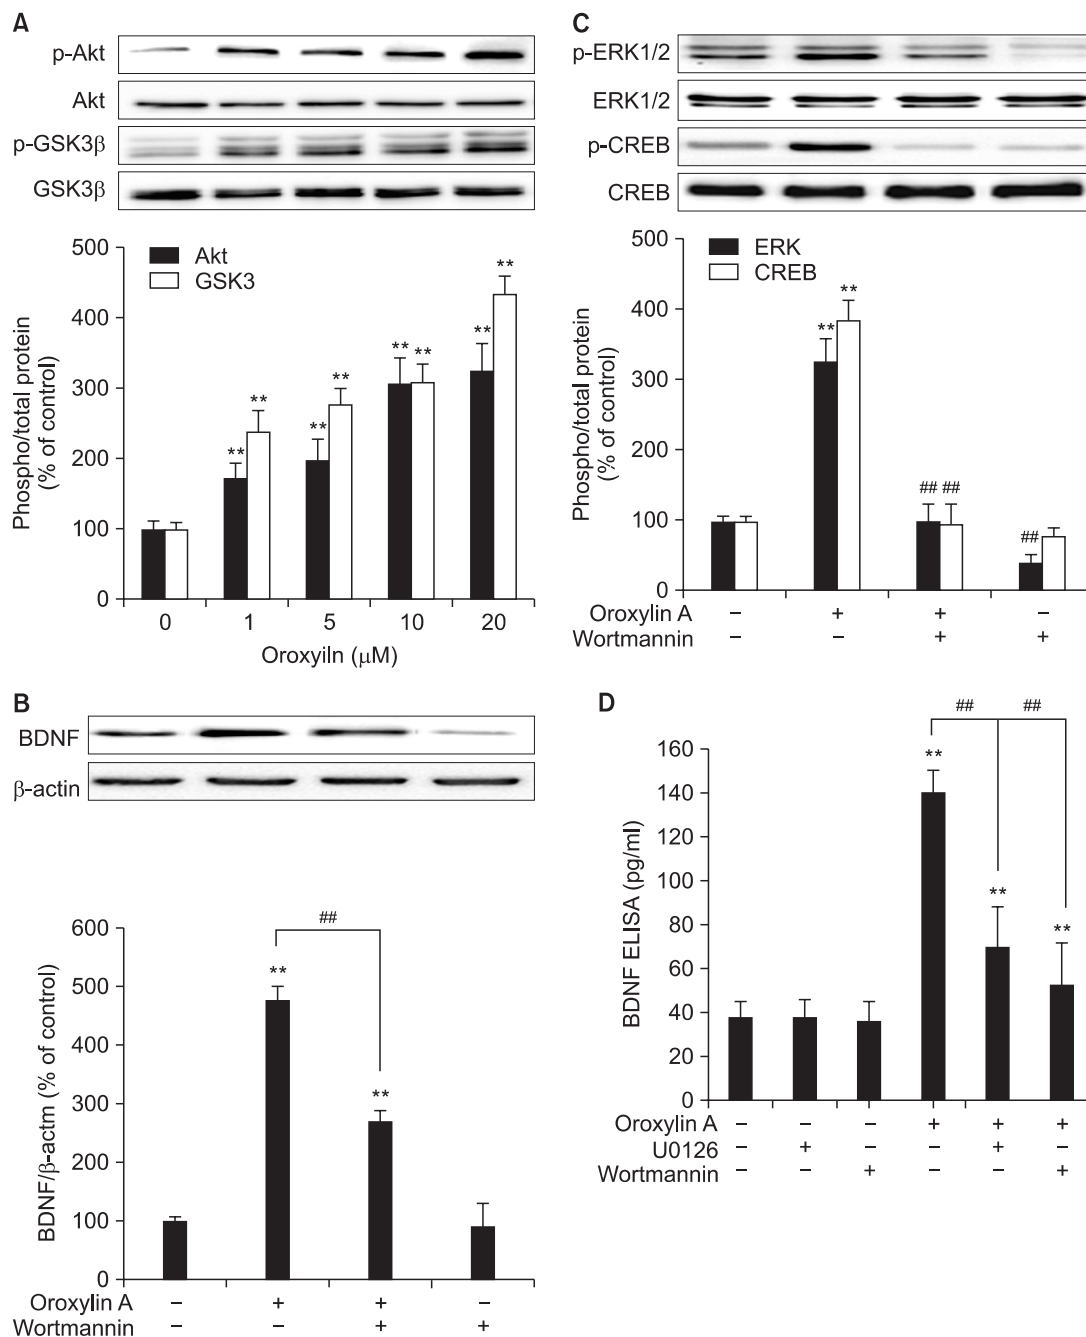 A
p-Akt
Akt
p-GSK3β
GSK3β
Akt
GSK3
Phospho/total protein
(% of control)
500
400
300
200
100
0
**
**
**
**
**
**
**
**
0 1 5 10 20
Oroxyiln (μM)
B
BDNF
β-actin
BDNF/β-actm (% of control)
600
500
400
300
200
100
0
##
**
**
Oroxylin A – + + –
Wortmannin – – + +
C
p-ERK1/2
ERK1/2
p-CREB
CREB
ERK
CREB
Phospho/total protein
(% of control)
500
400
300
200
100
0
**
**
## ##
##
Oroxylin A – + + –
Wortmannin – – + +
D
BDNF ELISA (pg/ml)
160
140
120
100
80
60
40
20
0
## ##
**
**
**
Oroxylin A – – – + + +
U0126 – + – – + –
Wortmannin – – + – – +